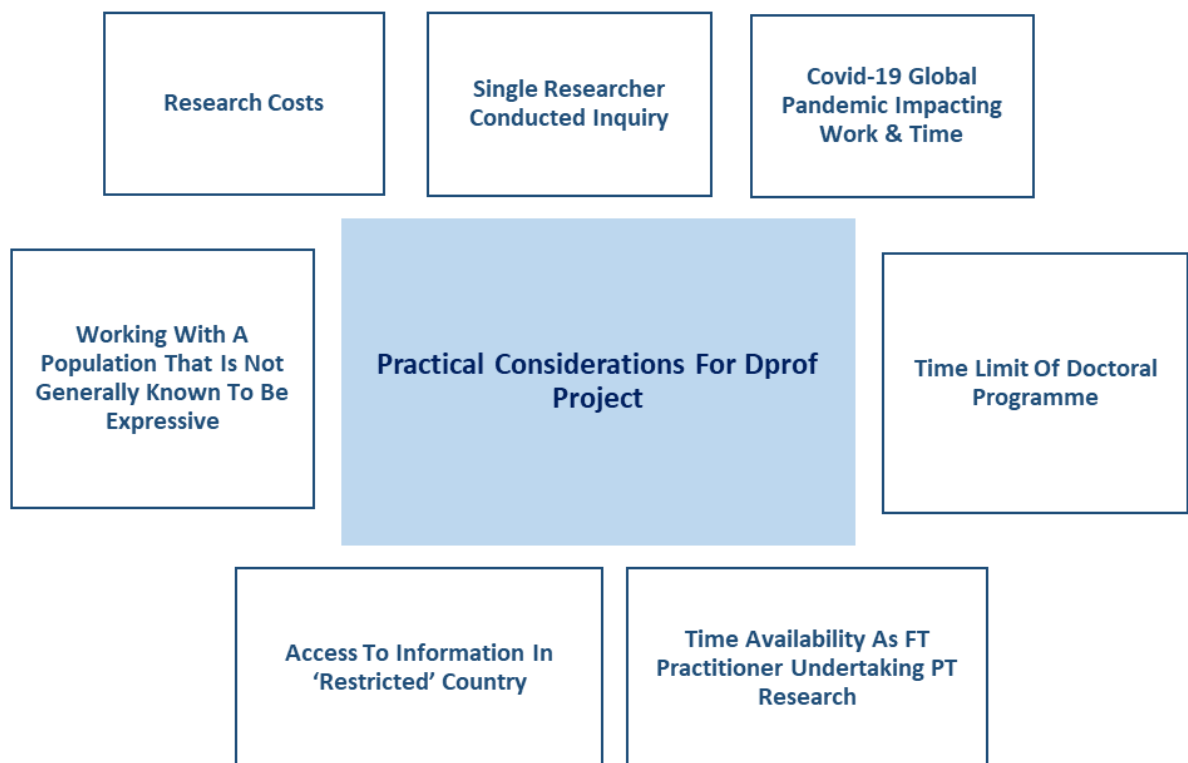 Research Costs
Single Researcher
Conducted Inquiry
Covid-19 Global
Pandemic Impacting
Work & Time
Working With A
Population That Is Not
Generally Known To Be
Expressive
Practical Considerations For Dprof
Project
Time Limit Of Doctoral
Programme
Access To Information In
‘Restricted’ Country
Time Availability As FT
Practitioner Undertaking PT
Research